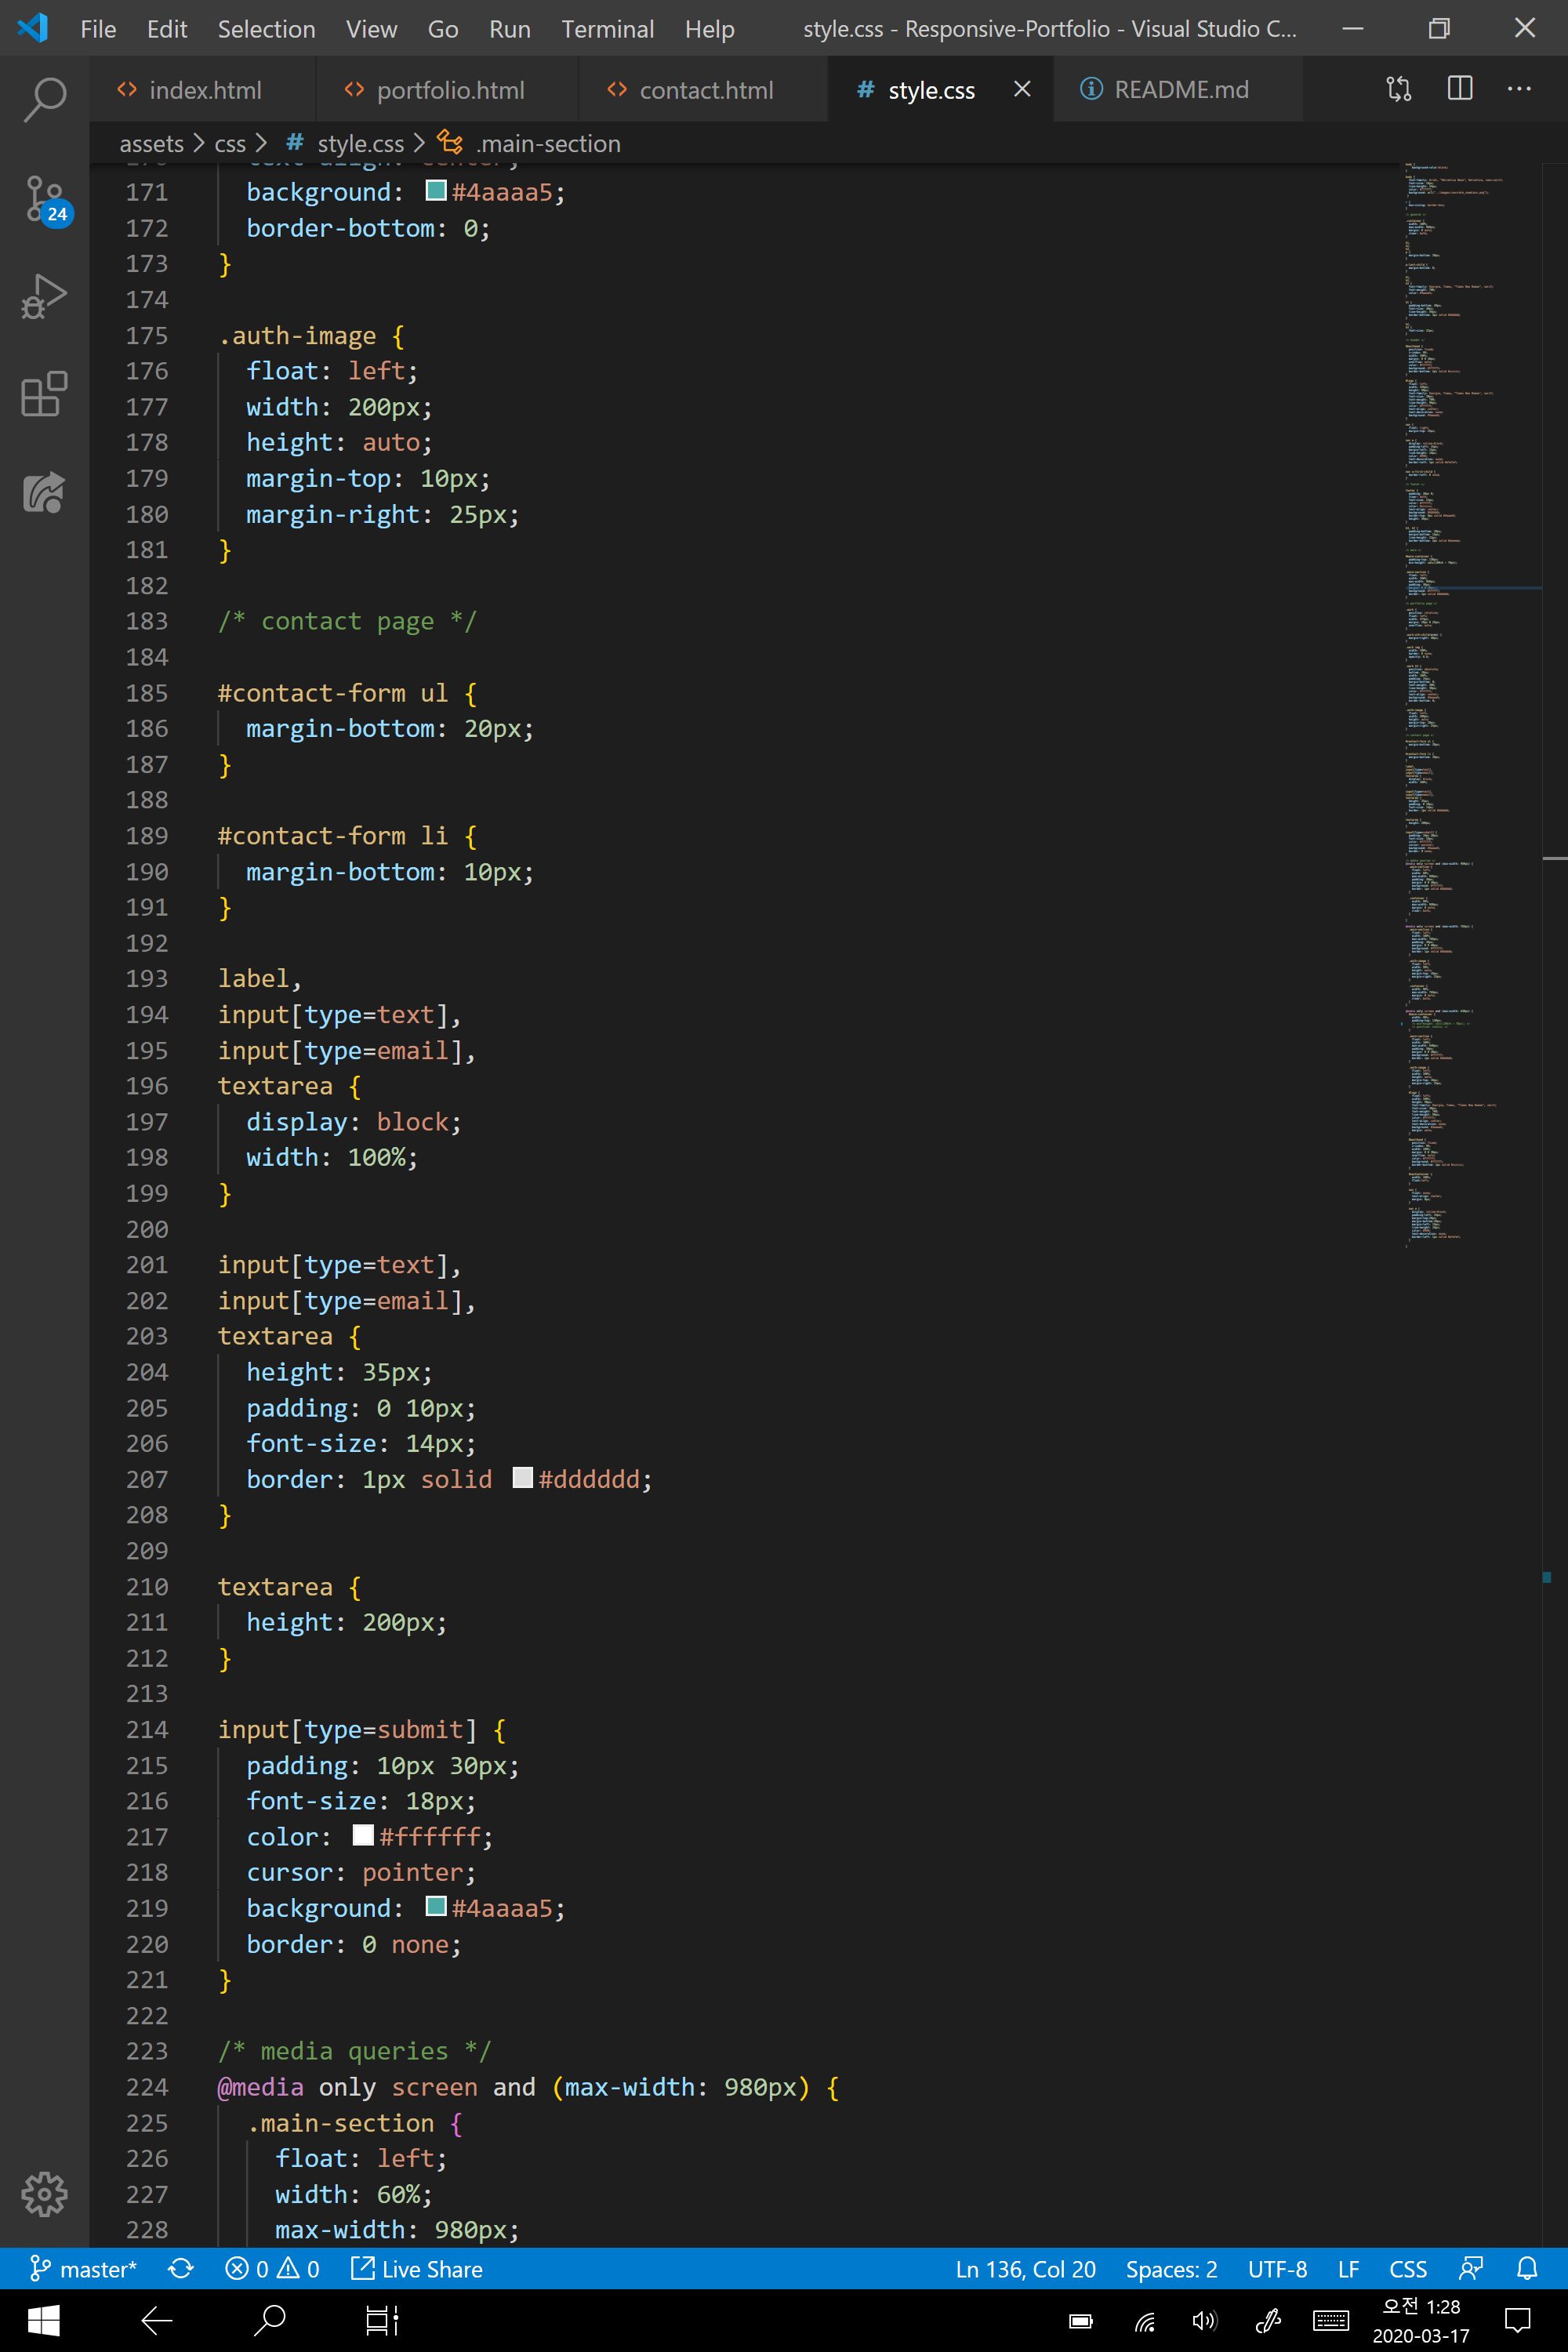 File Edit Selection View Go Run Terminal Help style.css - Responsive-Portfolio - Visual Studio C...
index.html portfolio.html contact.html # style.css README.md
assets > css > # style.css > .main-section
24
171 background: #4aaaa5;
172 border-bottom: 0;
173 }
174
175 .auth-image {
176 float: left;
177 width: 200px;
178 height: auto;
179 margin-top: 10px;
180 margin-right: 25px;
181 }
182
183 /* contact page */
184
185 #contact-form ul {
186 margin-bottom: 20px;
187 }
188
189 #contact-form li {
190 margin-bottom: 10px;
191 }
192
193 label,
194 input[type=text],
195 input[type=email],
196 textarea {
197 display: block;
198 width: 100%;
199 }
200
201 input[type=text],
202 input[type=email],
203 textarea {
204 height: 35px;
205 padding: 0 10px;
206 font-size: 14px;
207 border: 1px solid #dddddd;
208 }
209
210 textarea {
211 height: 200px;
212 }
213
214 input[type=submit] {
215 padding: 10px 30px;
216 font-size: 18px;
217 color: #ffffff;
218 cursor: pointer;
219 background: #4aaaa5;
220 border: 0 none;
221 }
222
223 /* media queries */
224 @media only screen and (max-width: 980px) {
225 .main-section {
226 float: left;
227 width: 60%;
228 max-width: 980px;
master* 0 0 Live Share Ln 136, Col 20 Spaces: 2 UTF-8 LF CSS
오전 1:28
2020-03-17